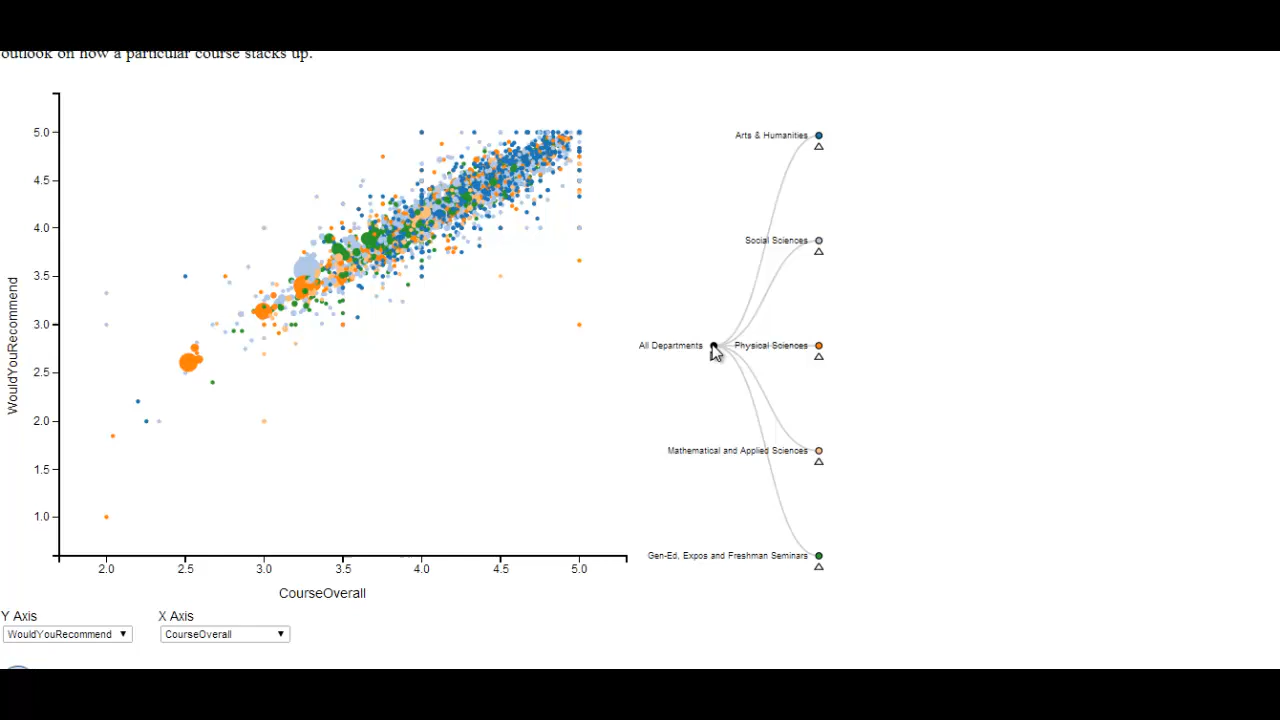 outlook on how a particular course stacks up.
5.0
4.5
4.0
3.5
3.0
2.5
2.0
1.5
1.0
WouldYouRecommend
2.0 2.5 3.0 3.5 4.0 4.5 5.0
CourseOverall
Arts & Humanities
Social Sciences
All Departments
Physical Sciences
Mathematical and Applied Sciences
Gen-Ed, Expos and Freshman Seminars
Y Axis X Axis
WouldYouRecommend CourseOverall